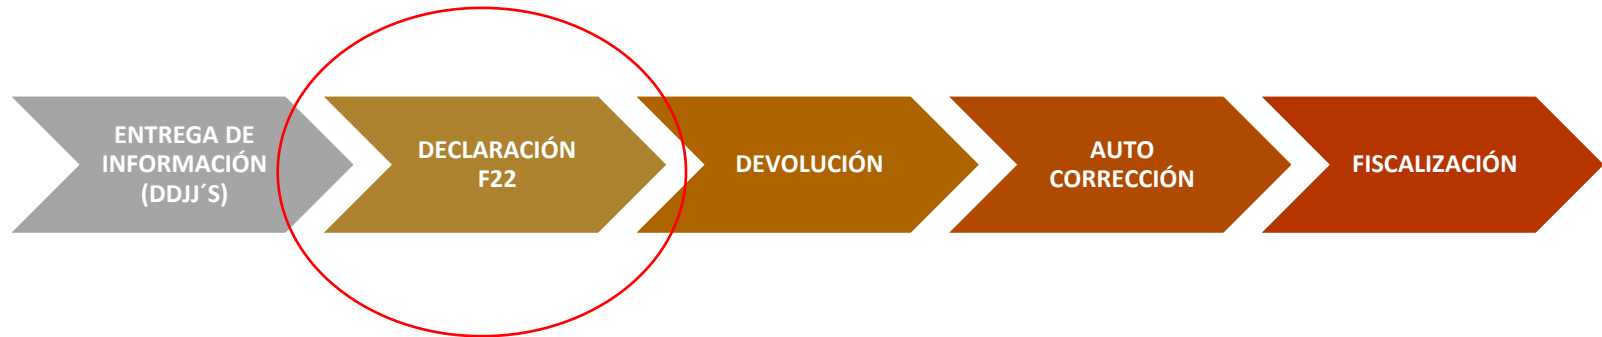 ENTREGA DE
INFORMACIÓN
(DDJJ´S)
DECLARACIÓN
F22
DEVOLUCIÓN
AUTO
CORRECCIÓN
FISCALIZACIÓN